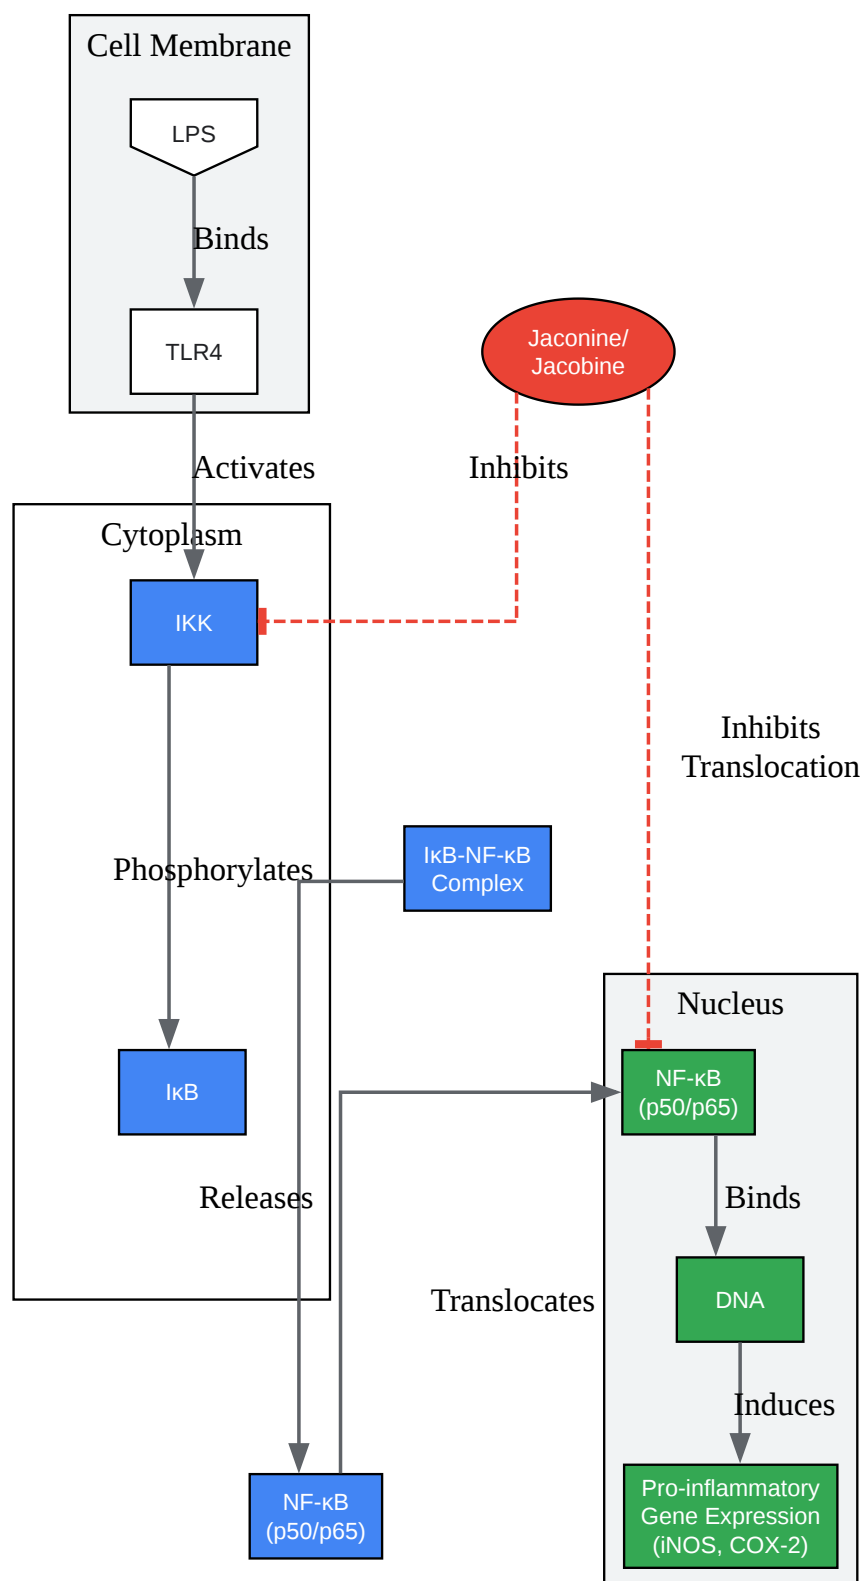 Cell Membrane
LPS
Binds
TLR4
Jaconine/
Jacobine
Activates
Inhibits
Cytoplasm
IKK
Inhibits
Translocation
Phosphorylates
IκB-NF-κB
Complex
Nucleus
IκB
NF-κB
(p50/p65)
Releases
Binds
Translocates
DNA
Induces
NF-κB
(p50/p65)
Pro-inflammatory
Gene Expression
(iNOS, COX-2)